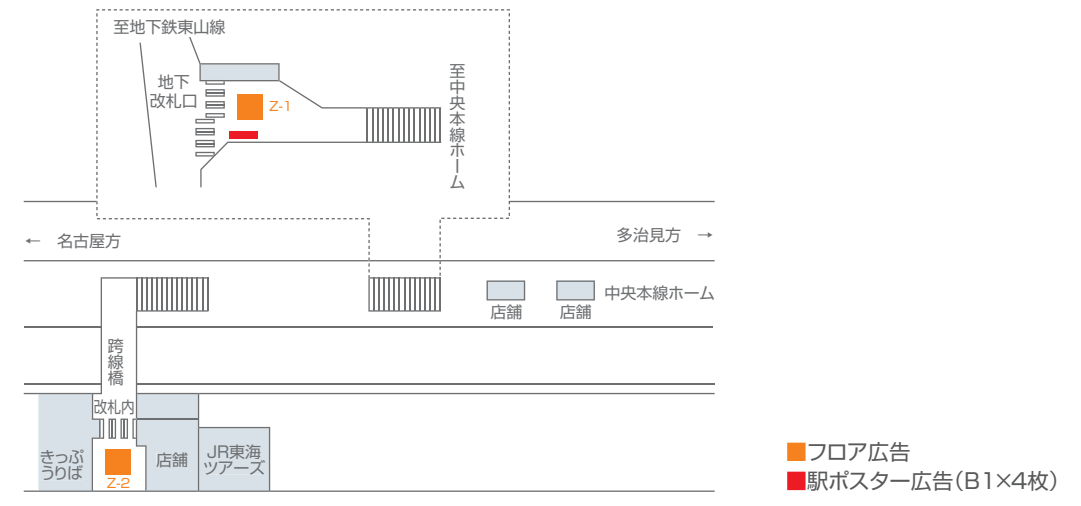 至地下鉄東山線
地下
改札口
Z-1
至中央本線ホーム
← 名古屋方
多治見方 →
店舗
店舗
中央本線ホーム
跨線橋
改札内
きっぷ
うりば
Z-2
店舗
JR東海
ツアーズ
フロア広告
駅ポスター広告(B1×4枚)